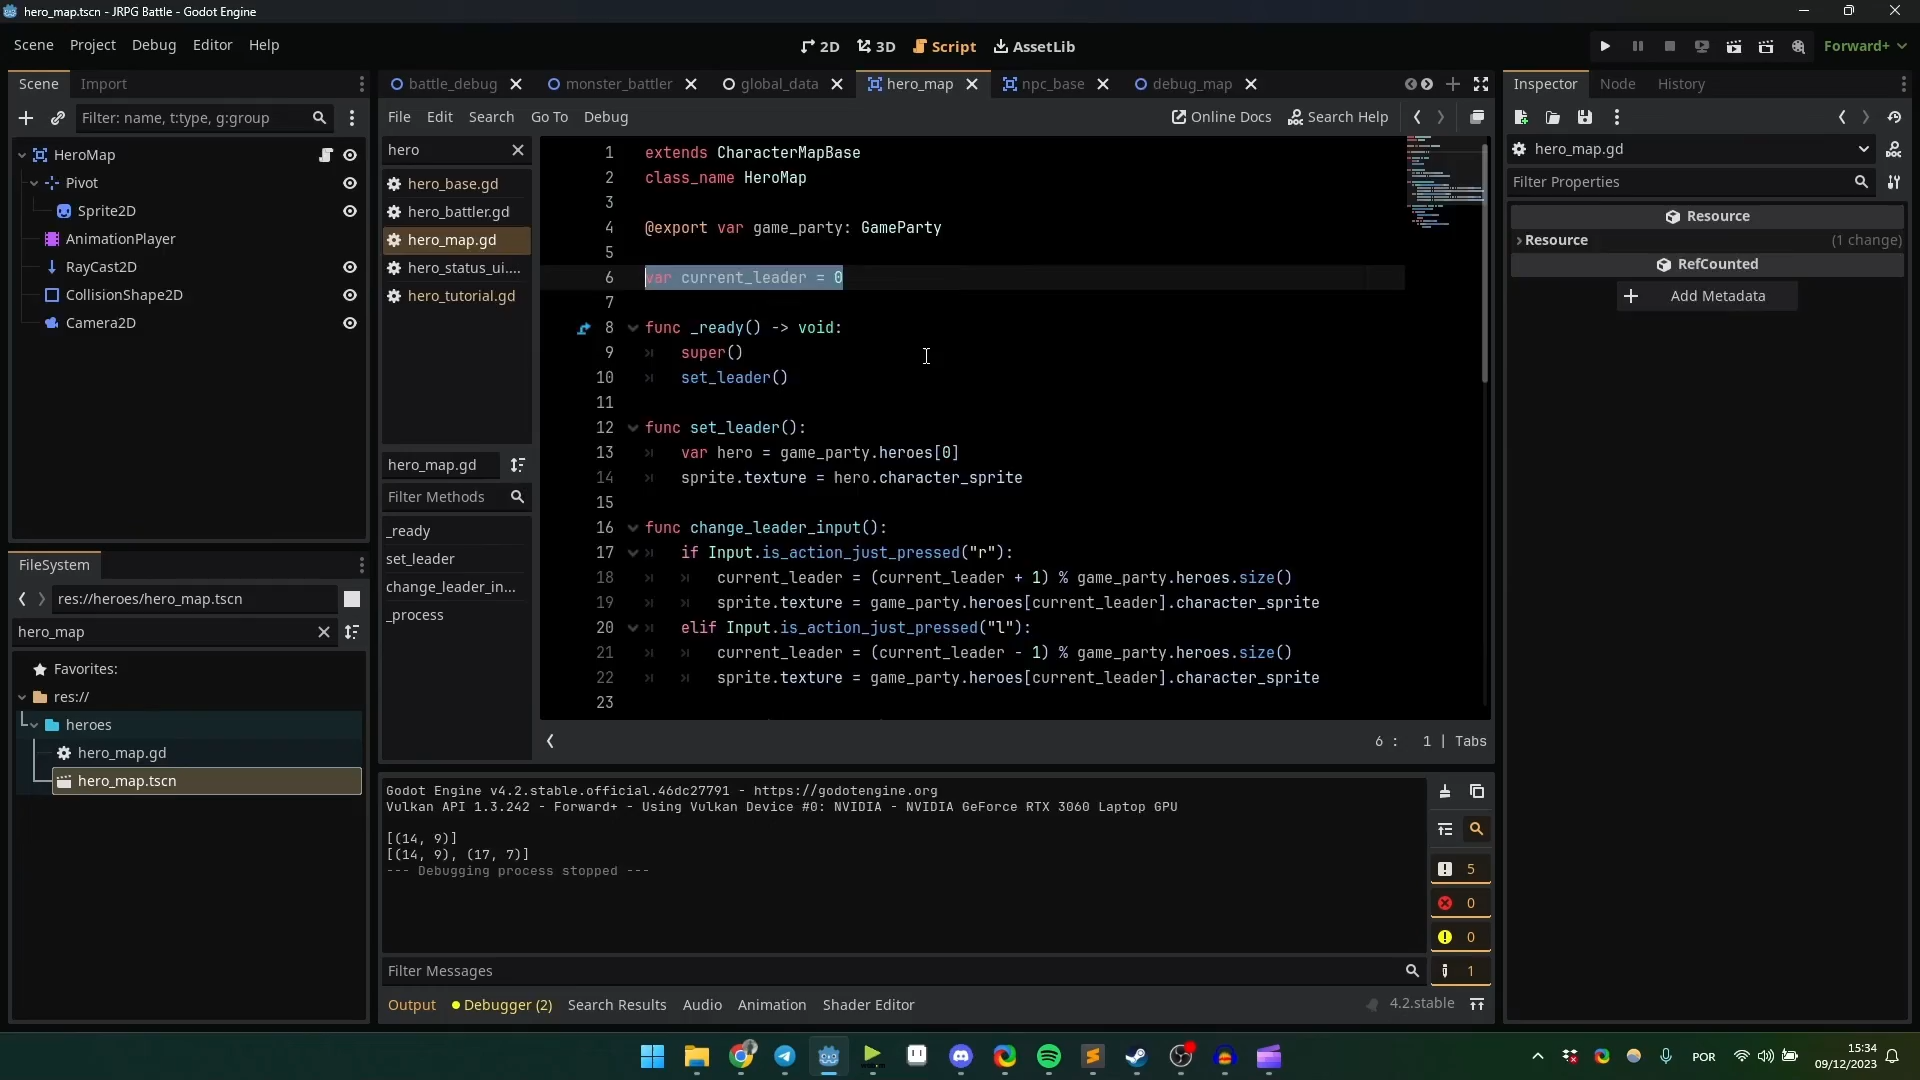 hero_map.tscn - JRPG Battle - Godot Engine
Scene Project Debug Editor Help
2D 3D Script AssetLib
Forward+
Scene Import
Filter: name, t:type, g:group
HeroMap
Pivot
Sprite2D
AnimationPlayer
RayCast2D
CollisionShape2D
Camera2D
FileSystem
res://heroes/hero_map.tscn
hero_map
Favorites:
res://
heroes
hero_map.gd
hero_map.tscn
battle_debug monster_battler global_data hero_map npc_base debug_map
File Edit Search Go To Debug
Online Docs Search Help
hero
hero_base.gd
hero_battler.gd
hero_map.gd
hero_status_ui....
hero_tutorial.gd
hero_map.gd
Filter Methods
_ready
set_leader
change_leader_in...
_process
1 extends CharacterMapBase
2 class_name HeroMap
3
4 @export var game_party: GameParty
5
6 var current_leader = 0
7
8 func _ready() -> void:
9 super()
10 set_leader()
11
12 func set_leader():
13 var hero = game_party.heroes[0]
14 sprite.texture = hero.character_sprite
15
16 func change_leader_input():
17 if Input.is_action_just_pressed("r"):
18 current_leader = (current_leader + 1) % game_party.heroes.size()
19 sprite.texture = game_party.heroes[current_leader].character_sprite
20 elif Input.is_action_just_pressed("l"):
21 current_leader = (current_leader - 1) % game_party.heroes.size()
22 sprite.texture = game_party.heroes[current_leader].character_sprite
23
6 : 1 | Tabs
Godot Engine v4.2.stable.official.46dc27791 - https://godotengine.org
Vulkan API 1.3.242 - Forward+ - Using Vulkan Device #0: NVIDIA - NVIDIA GeForce RTX 3060 Laptop GPU
[(14, 9)]
[(14, 9), (17, 7)]
--- Debugging process stopped ---
5
0
0
1
Filter Messages
Output Debugger (2) Search Results Audio Animation Shader Editor
4.2.stable
Inspector Node History
hero_map.gd
Filter Properties
Resource
Resource (1 change)
RefCounted
Add Metadata
POR
15:34
09/12/2023